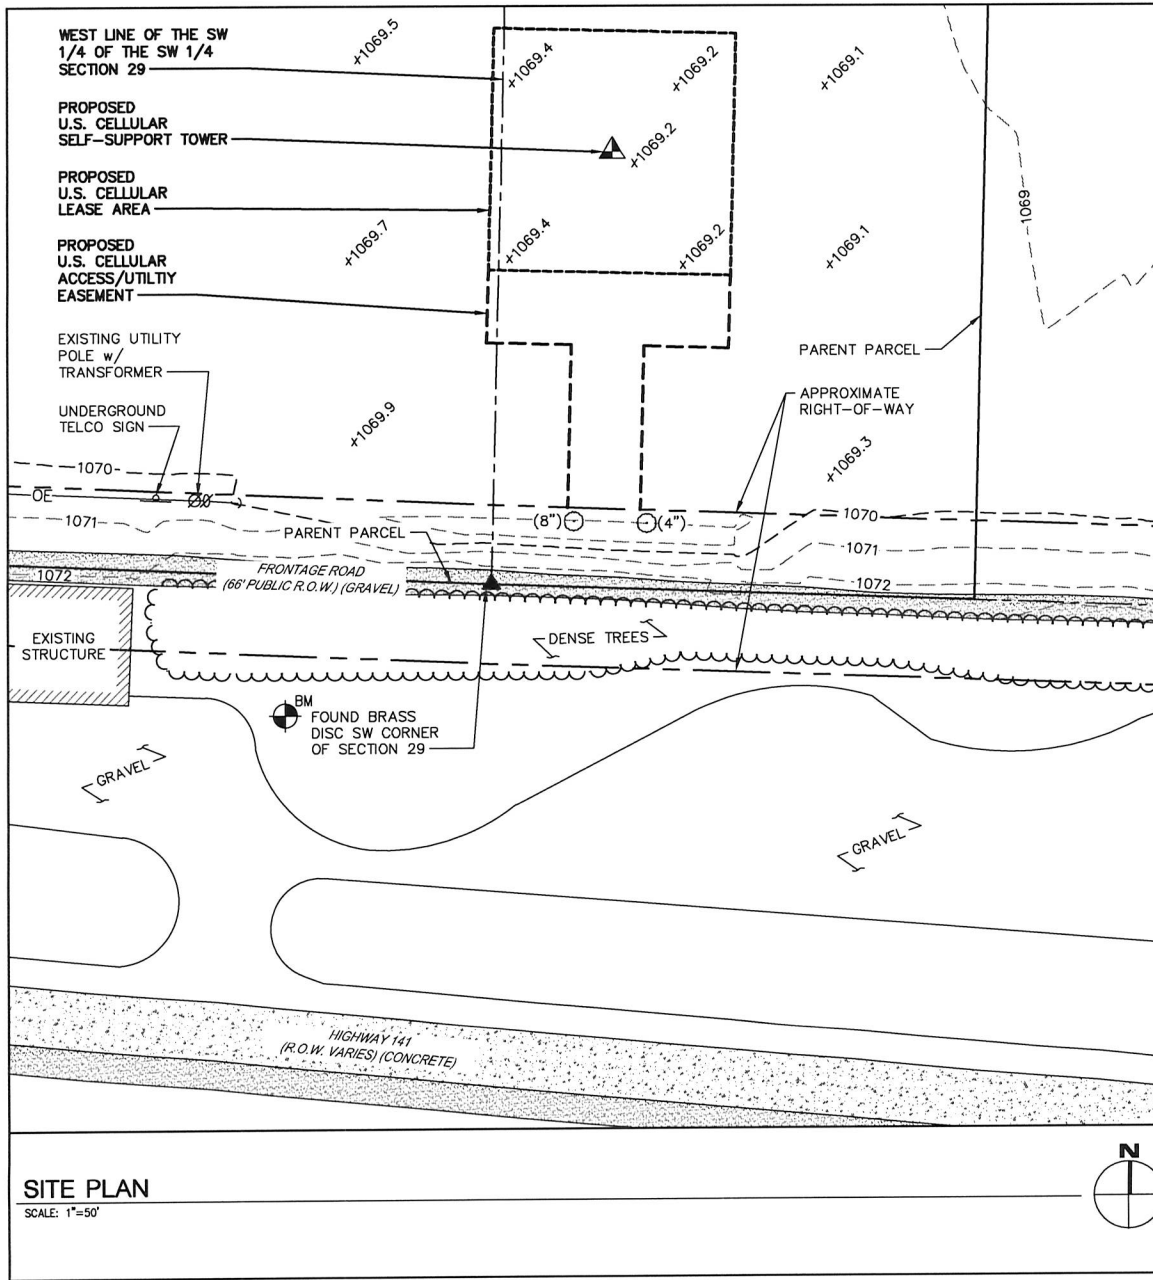 WEST LINE OF THE SW
1/4 OF THE SW 1/4
SECTION 29
+1069.5
+1069.4
+1069.2
+1069.1
PROPOSED
U.S. CELLULAR
SELF-SUPPORT TOWER
+1069.2
PROPOSED
U.S. CELLULAR
LEASE AREA
1069
+1069.7
+1069.4
+1069.2
+1069.1
PROPOSED
U.S. CELLULAR
ACCESS/UTILTIY
EASEMENT
EXISTING UTILITY
POLE w/
TRANSFORMER
PARENT PARCEL
APPROXIMATE
RIGHT-OF-WAY
UNDERGROUND
TELCO SIGN
+1069.9
+1069.3
1070
OE
1071
(8")
(4")
1070
PARENT PARCEL
1071
1072
FRONTAGE ROAD
(66' PUBLIC R.O.W.) (GRAVEL)
1072
EXISTING
STRUCTURE
DENSE TREES
BM
FOUND BRASS
DISC SW CORNER
OF SECTION 29
GRAVEL
GRAVEL
HIGHWAY 141
(R.O.W. VARIES) (CONCRETE)
N
SITE PLAN
SCALE: 1"=50'